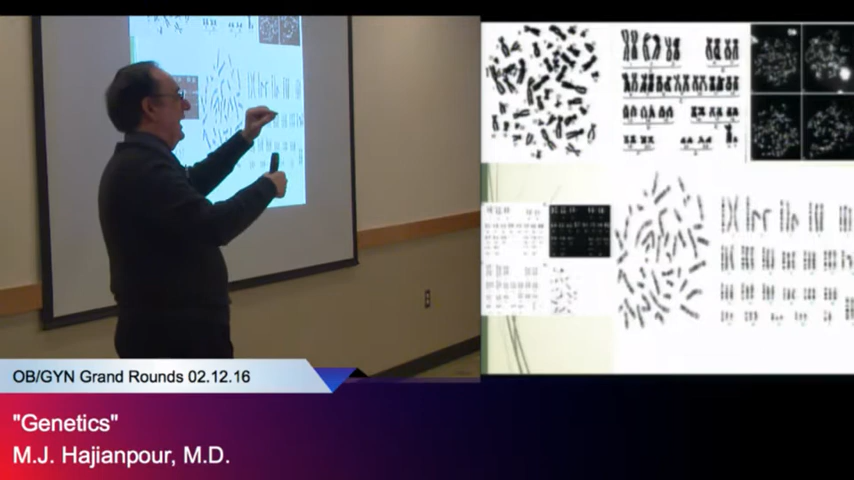 OB/GYN Grand Rounds 02.12.16
"Genetics"
M.J. Hajianpour, M.D.